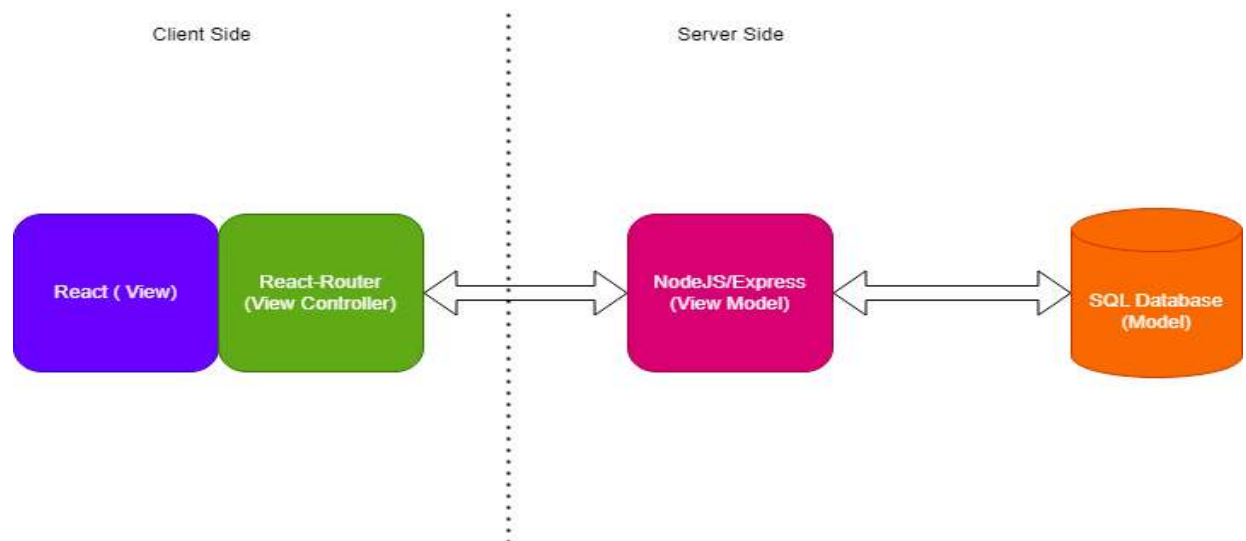 Client Side
Server Side
React ( View)
React-Router
(View Controller)
NodeJS/Express
(View Model)
SQL Database
(Model)